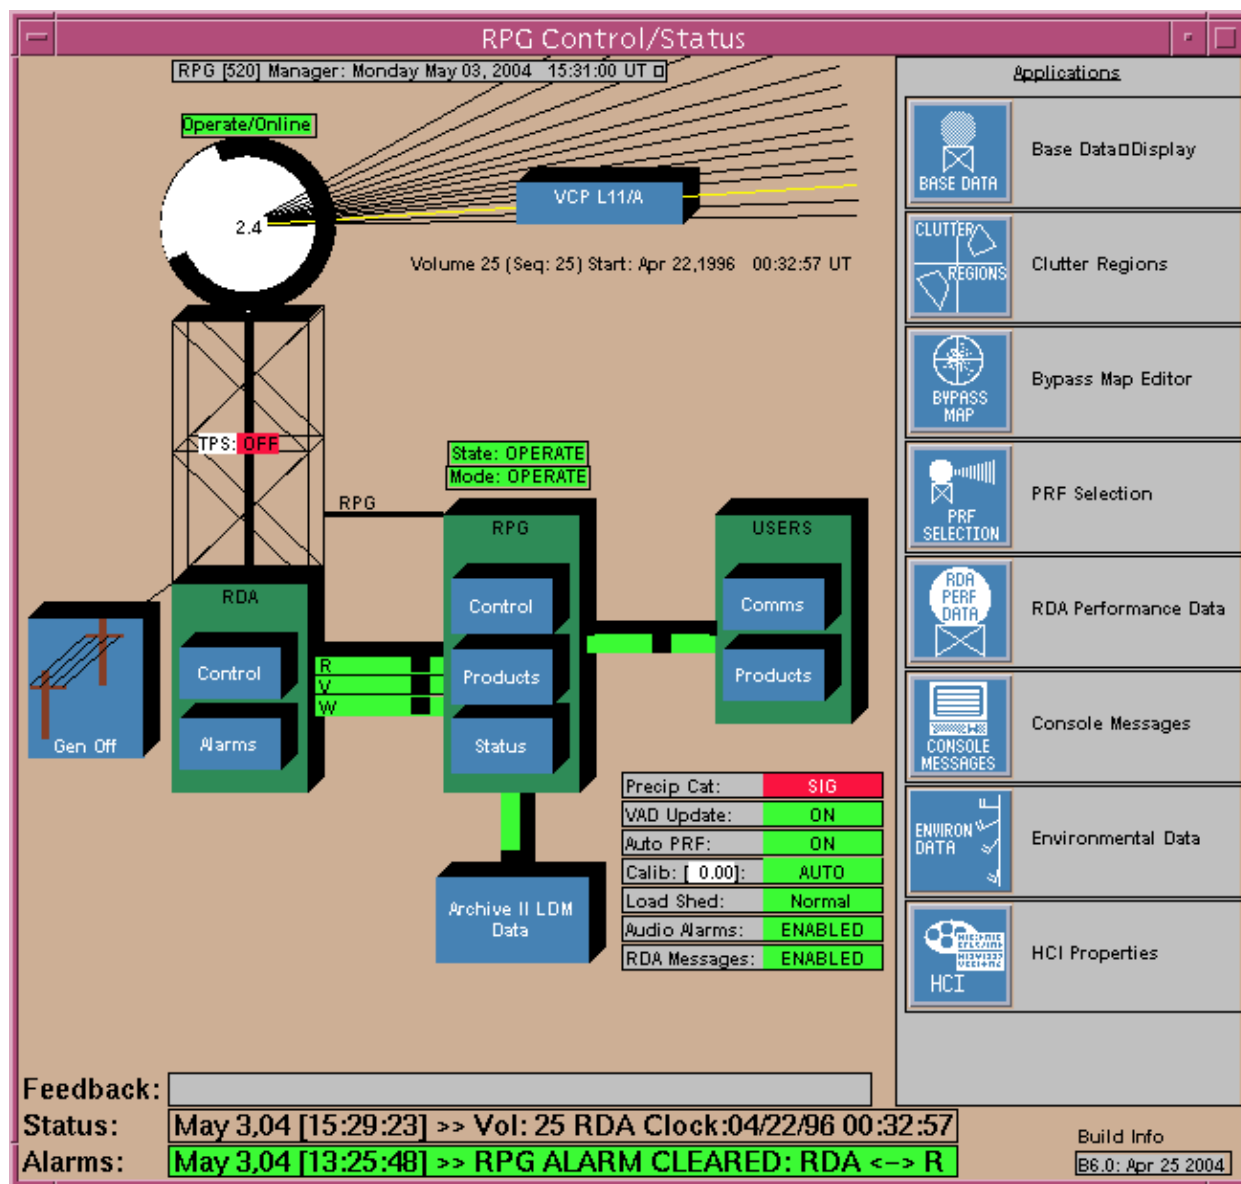 RPG Control/Status
RPG [520] Manager: Monday May 03, 2004 15:31:00 UT
Applications
Operate/Online
2.4
VCP L11/A
Volume 25 (Seq: 25) Start: Apr 22,1996 00:32:57 UT
BASE DATA
Base Data Display
CLUTTER
REGIONS
Clutter Regions
BYPASS
MAP
Bypass Map Editor
PRF
SELECTION
PRF Selection
RDA
PERF
DATA
RDA Performance Data
CONSOLE
MESSAGES
Console Messages
ENVIRON
DATA
Environmental Data
HCI
HCI Properties
TPS: OFF
State: OPERATE
Mode: OPERATE
RPG
RPG
Control
Products
Status
USERS
Comms
Products
RDA
Control
Alarms
R
V
W
Gen Off
Archive II LDM
Data
Precip Cat: SIG
VAD Update: ON
Auto PRF: ON
Calib: [ 0.00]: AUTO
Load Shed: Normal
Audio Alarms: ENABLED
RDA Messages: ENABLED
Feedback:
Status: May 3,04 [15:29:23] >> Vol: 25 RDA Clock:04/22/96 00:32:57
Alarms: May 3,04 [13:25:48] >> RPG ALARM CLEARED: RDA <-> R
Build Info
B6.0: Apr 25 2004